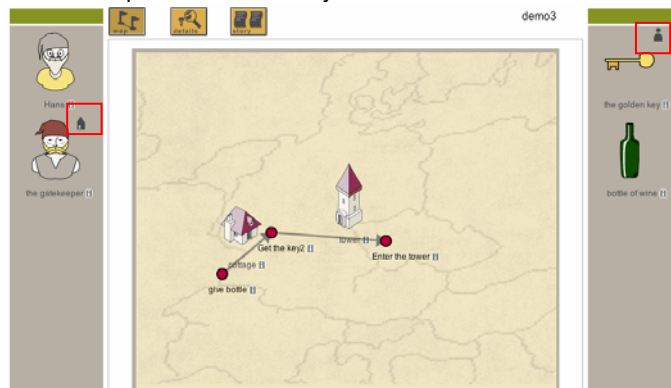 map
details
story
demo3
Hans
the gatekeeper
the golden key
bottle of wine
tower
Get the key2
Enter the tower
cottage
give bottle